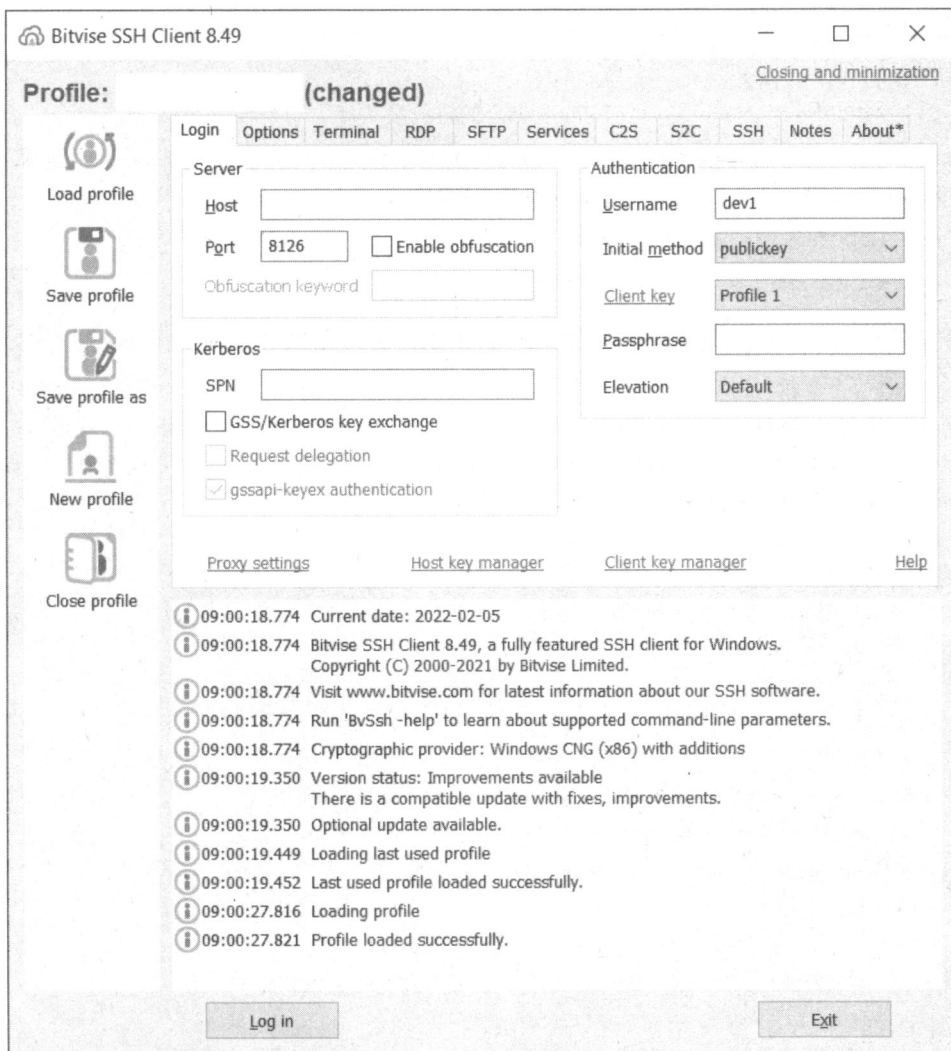 Bitvise SSH Client 8.49
Closing and minimization
Profile: (changed)
Load profile
Save profile
Save profile as
New profile
Close profile
Login Options Terminal RDP SFTP Services C2S S2C SSH Notes About*
Server
Host
Port 8126 Enable obfuscation
Obfuscation keyword
Authentication
Username dev1
Initial method publickey
Client key Profile 1
Passphrase
Elevation Default
Kerberos
SPN
GSS/Kerberos key exchange
Request delegation
gssapi-keyex authentication
Proxy settings Host key manager Client key manager Help
09:00:18.774 Current date: 2022-02-05
09:00:18.774 Bitvise SSH Client 8.49, a fully featured SSH client for Windows.
Copyright (C) 2000-2021 by Bitvise Limited.
09:00:18.774 Visit www.bitvise.com for latest information about our SSH software.
09:00:18.774 Run 'BvSsh -help' to learn about supported command-line parameters.
09:00:18.774 Cryptographic provider: Windows CNG (x86) with additions
09:00:19.350 Version status: Improvements available
There is a compatible update with fixes, improvements.
09:00:19.350 Optional update available.
09:00:19.449 Loading last used profile
09:00:19.452 Last used profile loaded successfully.
09:00:27.816 Loading profile
09:00:27.821 Profile loaded successfully.
Log in Exit